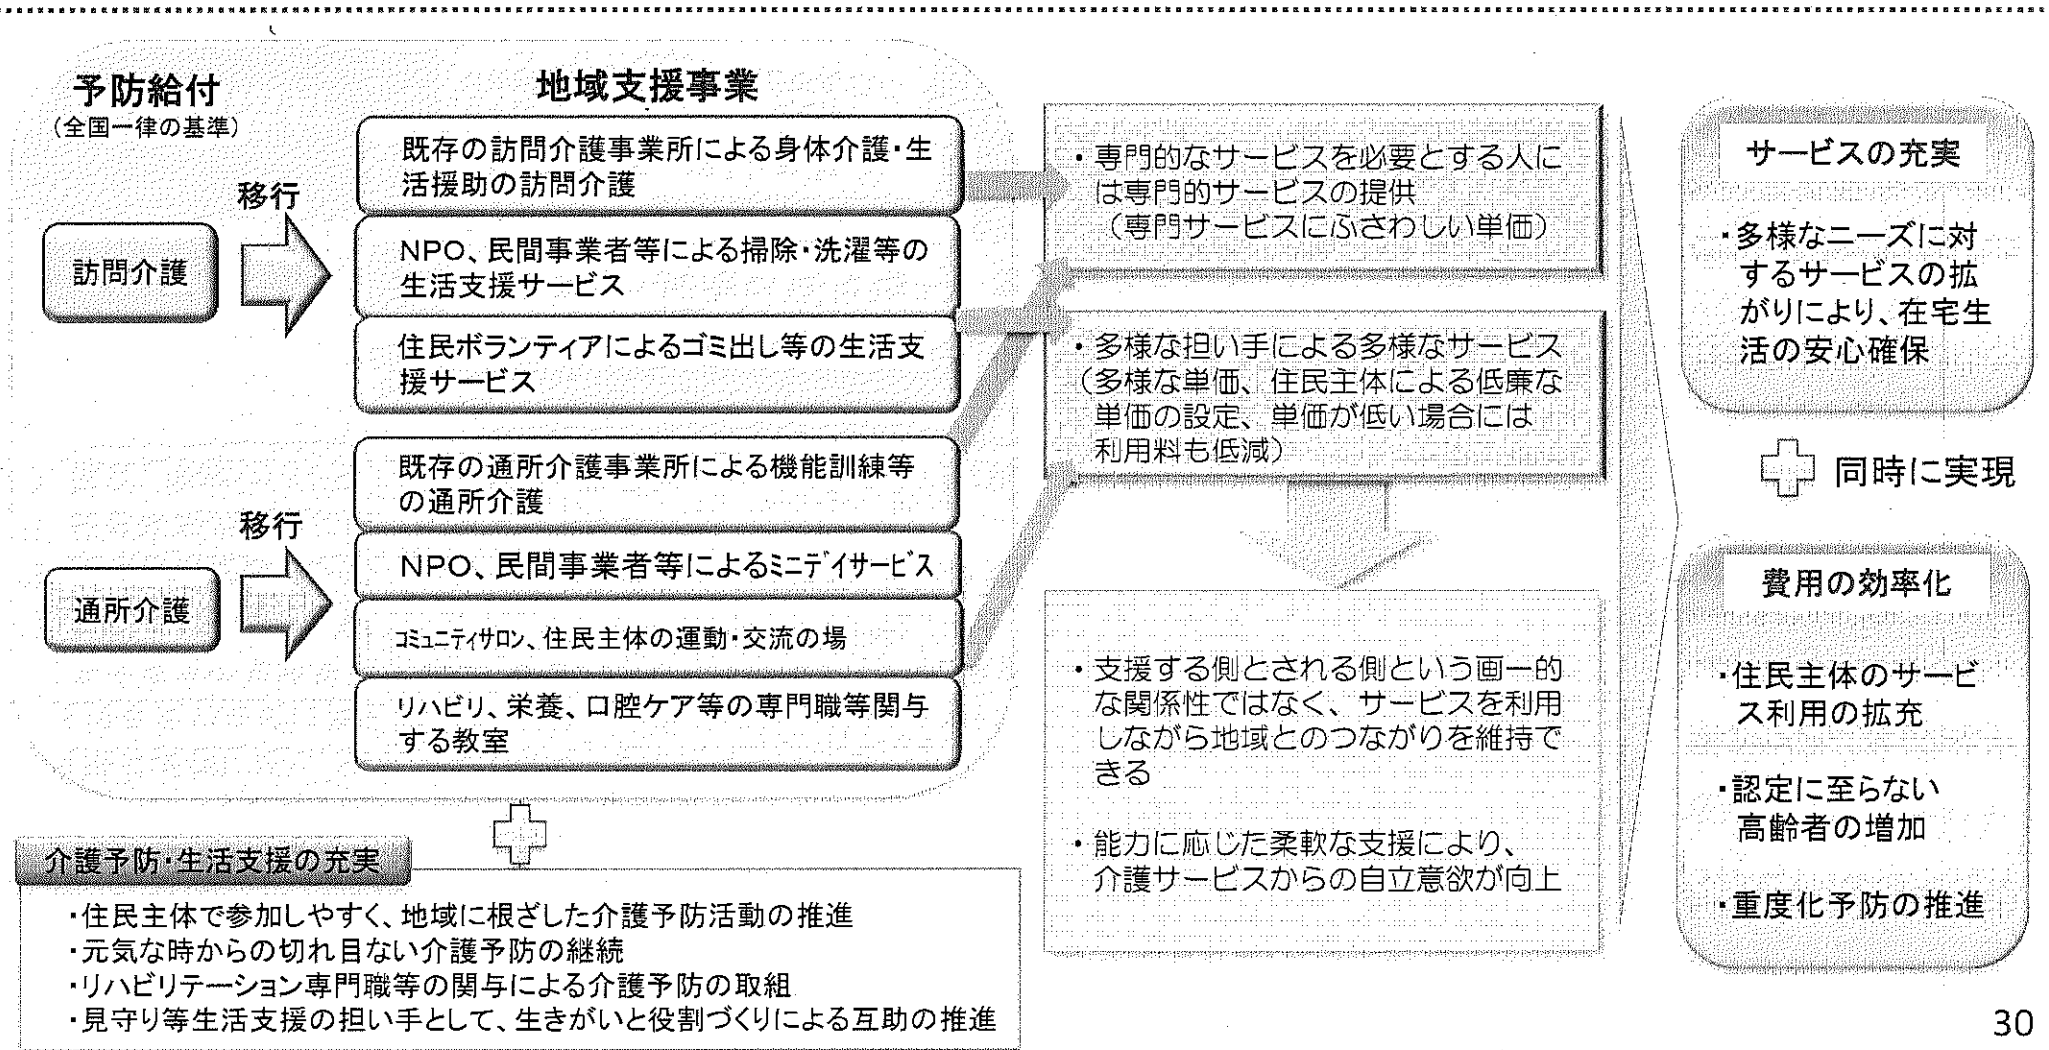 予防給付
（全国一律の基準）
地域支援事業
訪問介護
移行
既存の訪問介護事業所による身体介護・生
活援助の訪問介護
NPO、民間事業者等による掃除・洗濯等の
生活支援サービス
住民ボランティアによるゴミ出し等の生活支
援サービス
通所介護
移行
既存の通所介護事業所による機能訓練等
の通所介護
NPO、民間事業者等によるミニデイサービス
コミュニティサロン、住民主体の運動・交流の場
リハビリ、栄養、口腔ケア等の専門職等関与
する教室
介護予防・生活支援の充実
・住民主体で参加しやすく、地域に根ざした介護予防活動の推進
・元気な時からの切れ目ない介護予防の継続
・リハビリテーション専門職等の関与による介護予防の取組
・見守り等生活支援の担い手として、生きがいと役割づくりによる互助の推進
・専門的なサービスを必要とする人に
は専門的サービスの提供
（専門サービスにふさわしい単価）
・多様な担い手による多様なサービス
（多様な単価、住民主体による低廉な
単価の設定、単価が低い場合には
利用料も低減）
・支援する側とされる側という画一的
な関係性ではなく、サービスを利用
しながら地域とのつながりを維持で
きる
・能力に応じた柔軟な支援により、
介護サービスからの自立意欲が向上
サービスの充実
・多様なニーズに対
するサービスの拡
がりにより、在宅生
活の安心確保
同時に実現
費用の効率化
・住民主体のサービ
ス利用の拡充
・認定に至らない
高齢者の増加
・重度化予防の推進
30